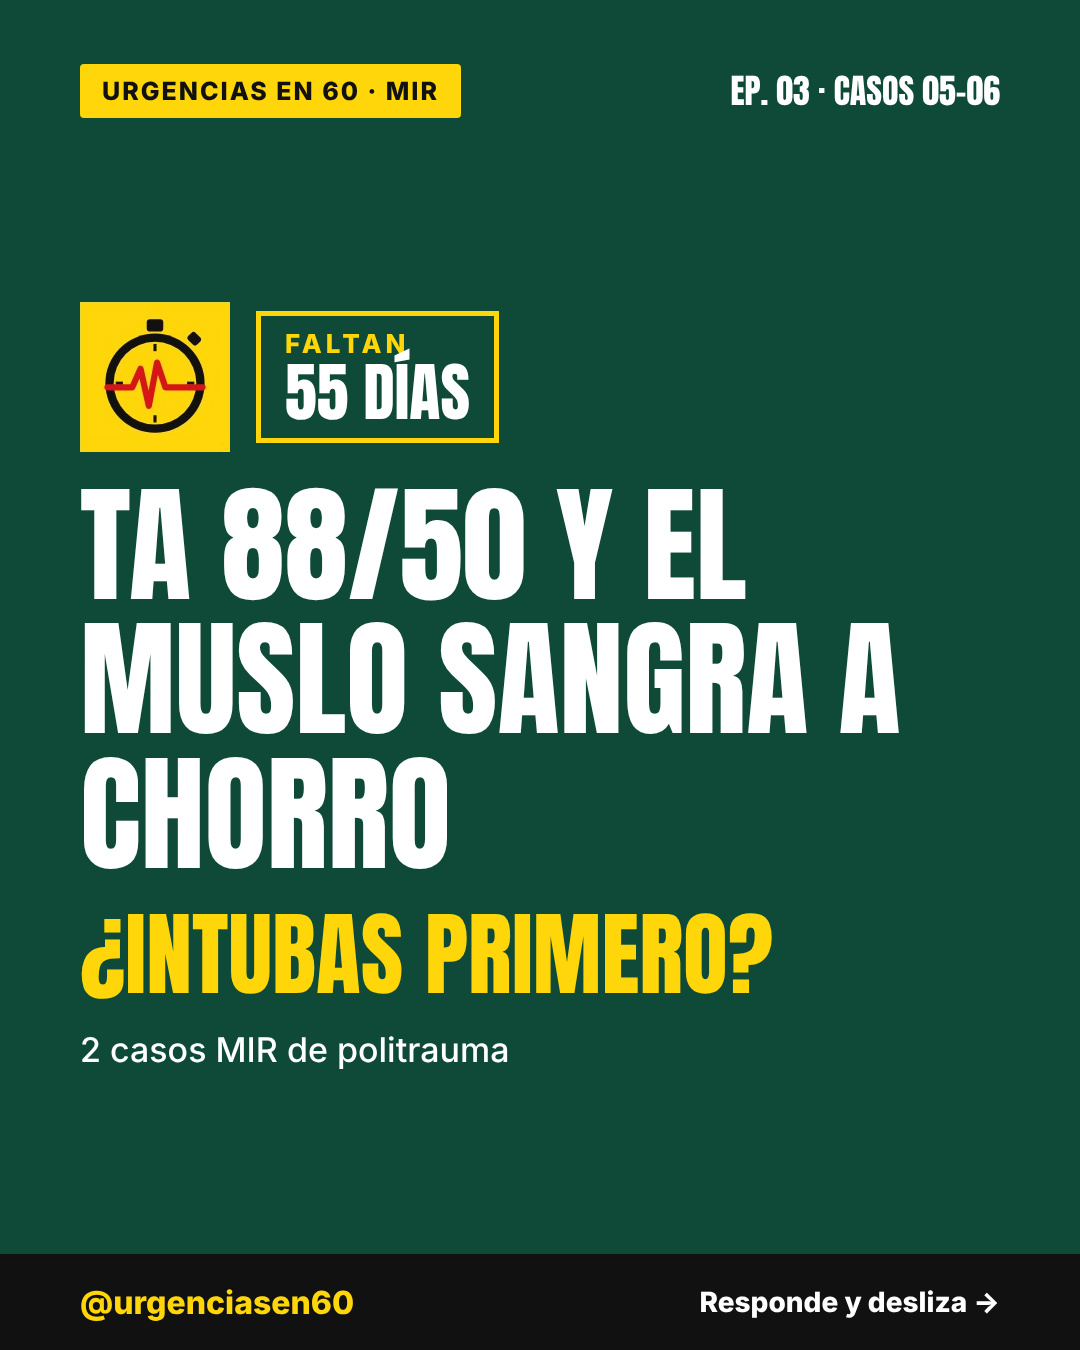 URGENCIAS EN 60 · MIR
EP. 03 · CASOS 05-06
FALTAN
55 DÍAS
TA 88/50 Y EL
MUSLO SANGRA A
CHORRO
¿INTUBAS PRIMERO?
2 casos MIR de politrauma
@urgenciasen60
Responde y desliza →